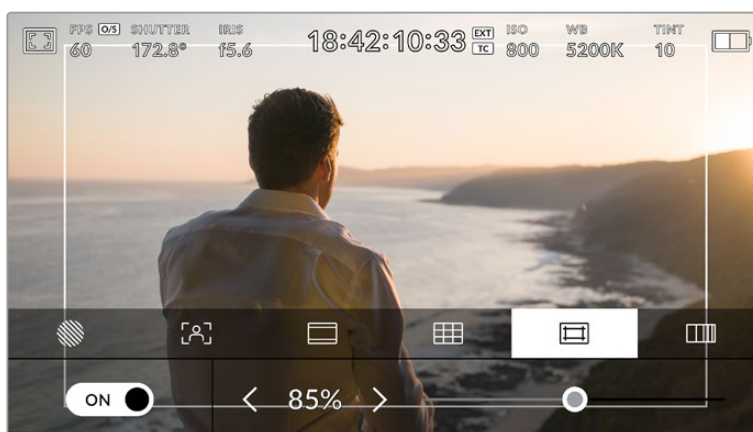 FPS O/S SHUTTER IRIS 18:42:10:33 EXT TC ISO WB TINT
60 172.8° f5.6 800 5200K 10
ON 85%